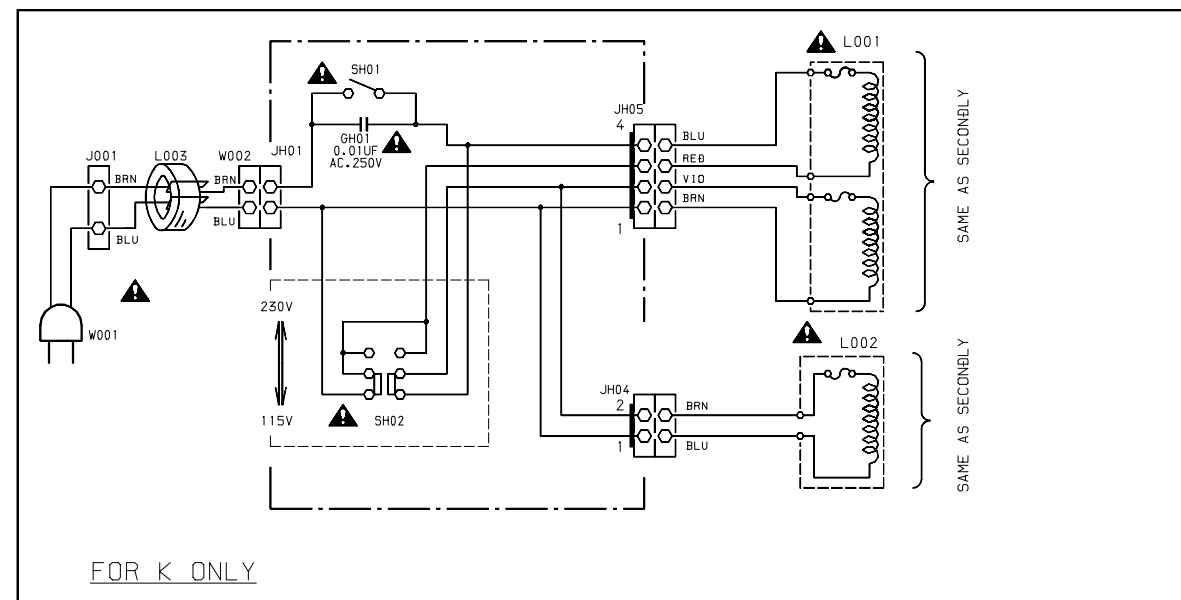 L001
SH01
JH05
4
GH01
0.01UF
AC.250V
J001
L003
W002
JH01
BLU
RED
VIO
BRN
1
BRN
BRN
BLU
BLU
SAME AS SECONDLY
230V
W001
115V
SH02
L002
JH04
2
BRN
1
BLU
SAME AS SECONDLY
FOR K ONLY